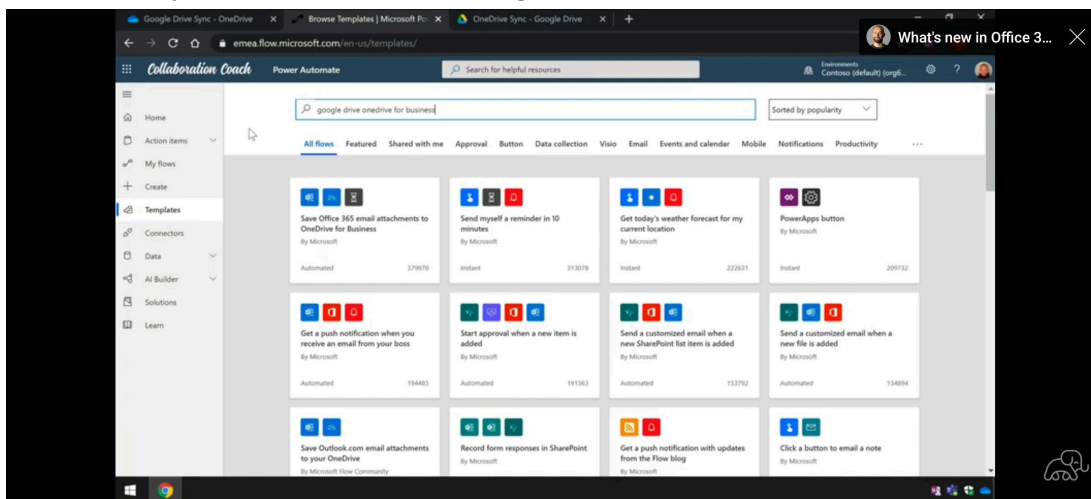 Google Drive Sync - OneDrive
Browse Templates | Microsoft Po
OneDrive Sync - Google Drive
emea.flow.microsoft.com/en-us/templates/
What's new in Office 3...
Collaboration Coach
Power Automate
Search for helpful resources
Environments
Contoso (default) (org6...
Home
Action items
My flows
Create
Templates
Connectors
Data
AI Builder
Solutions
Learn
google drive onedrive for business
Sorted by popularity
All flows Featured Shared with me Approval Button Data collection Visio Email Events and calendar Mobile Notifications Productivity ...
Save Office 365 email attachments to
OneDrive for Business
By Microsoft
Automated 379970
Send myself a reminder in 10
minutes
By Microsoft
Instant 313078
Get today's weather forecast for my
current location
By Microsoft
Instant 222631
PowerApps button
By Microsoft
Instant 209732
Get a push notification when you
receive an email from your boss
By Microsoft
Automated 194483
Start approval when a new item is
added
By Microsoft
Automated 191363
Send a customized email when a
new SharePoint list item is added
By Microsoft
Automated 153792
Send a customized email when a
new file is added
By Microsoft
Automated 134894
Save Outlook.com email attachments
to your OneDrive
By Microsoft Flow Community
Record form responses in SharePoint
By Microsoft
Get a push notification with updates
from the Flow blog
By Microsoft
Click a button to email a note
By Microsoft